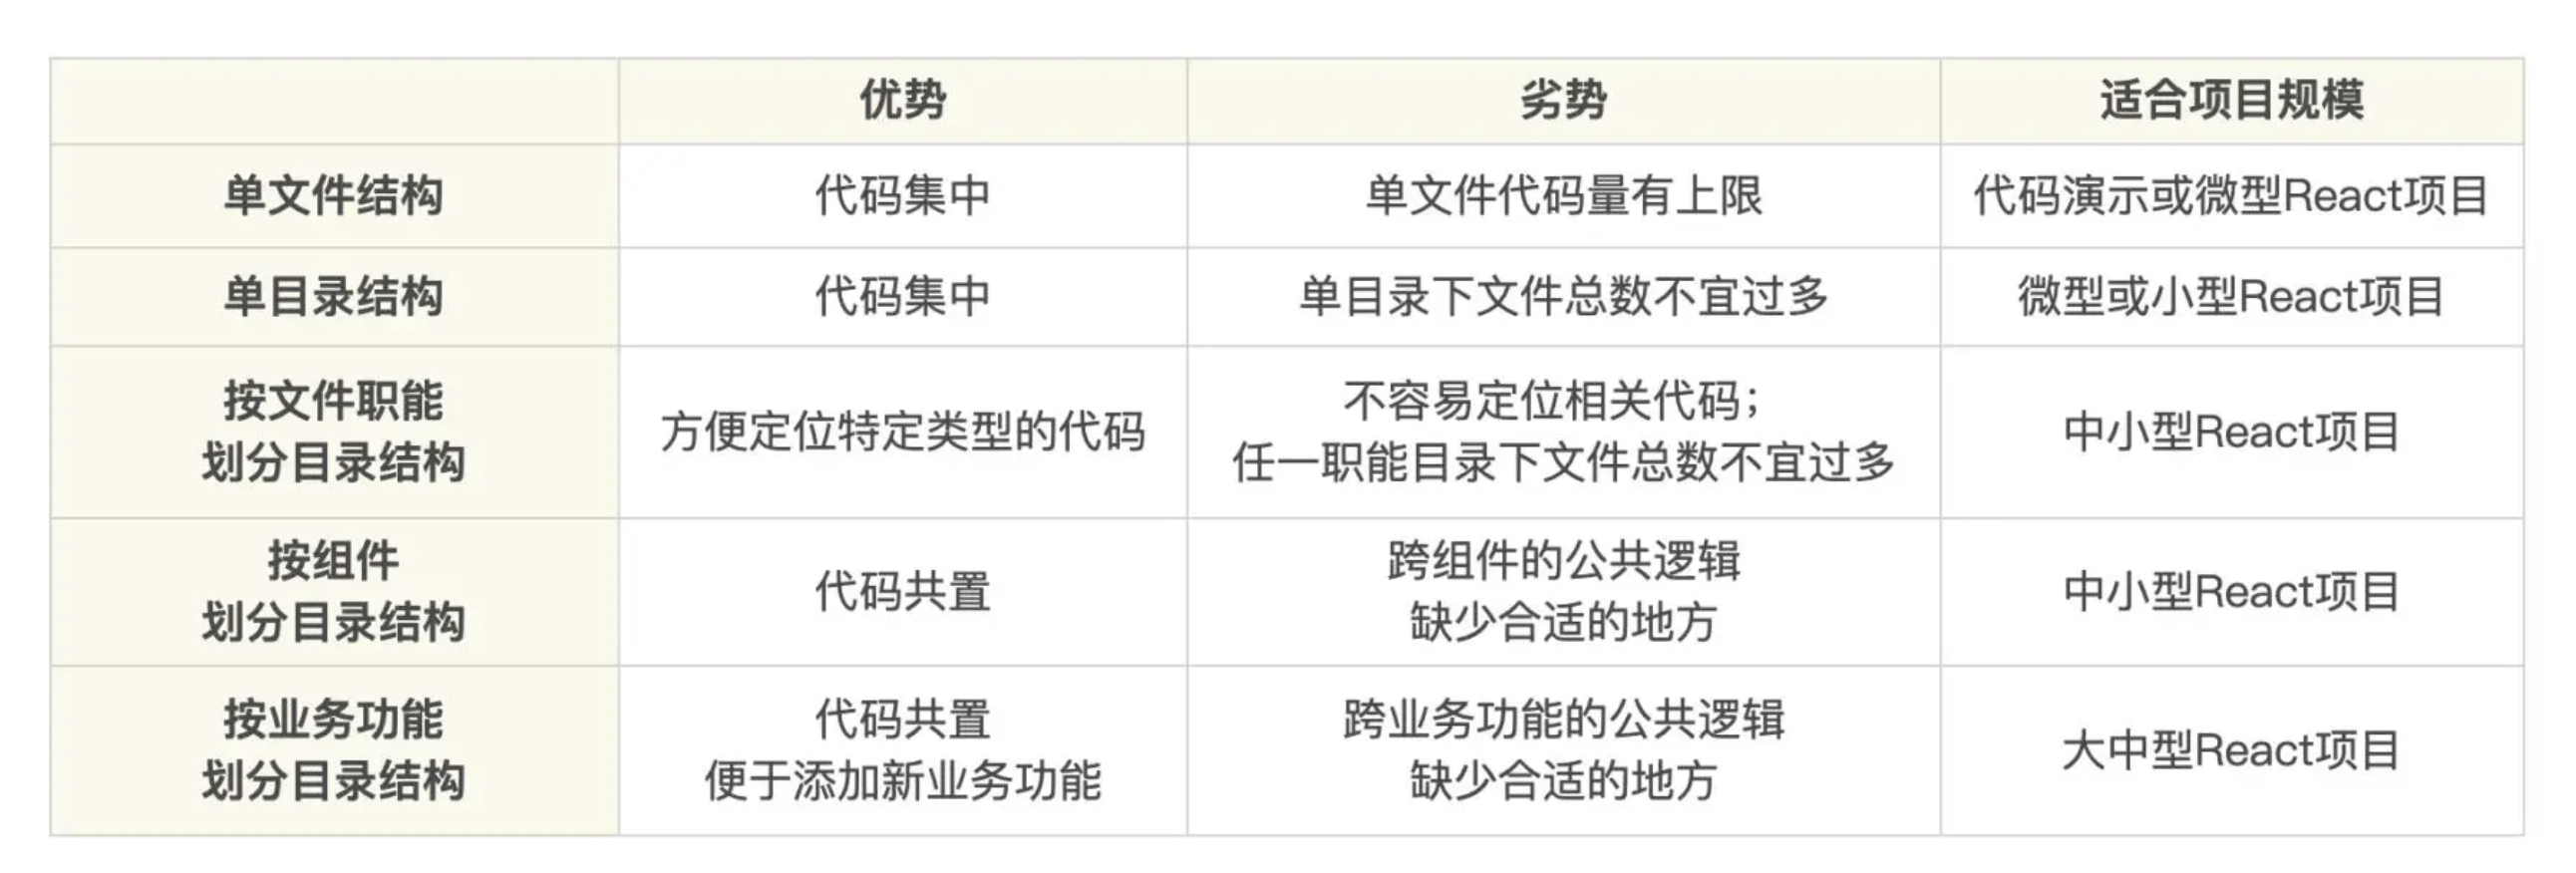 优势 劣势 适合项目规模
单文件结构 代码集中 单文件代码量有上限 代码演示或微型React项目
单目录结构 代码集中 单目录下文件总数不宜过多 微型或小型React项目
按文件职能
划分目录结构
方便定位特定类型的代码
不容易定位相关代码；
任一职能目录下文件总数不宜过多
中小型React项目
按组件
划分目录结构
代码共置
跨组件的公共逻辑
缺少合适的地方
中小型React项目
按业务功能
划分目录结构
代码共置
便于添加新业务功能
跨业务功能的公共逻辑
缺少合适的地方
大中型React项目